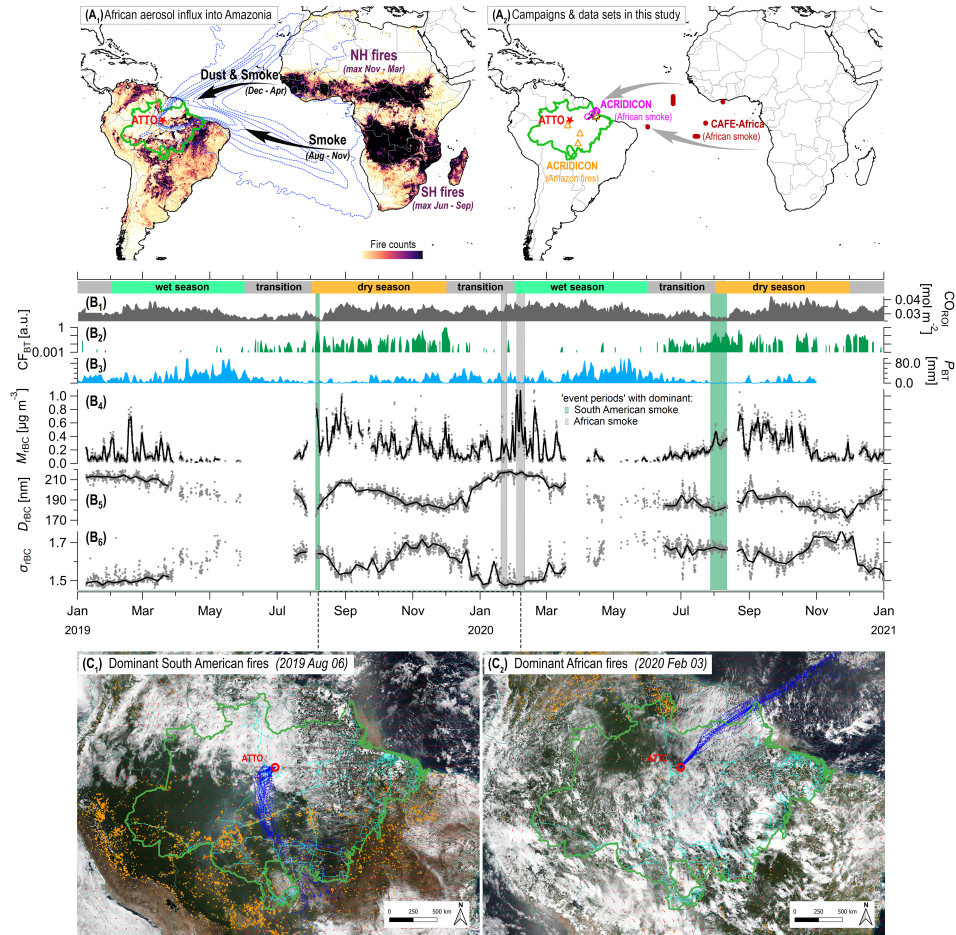 (A1) African aerosol influx into Amazonia
NH fires
(max Nov - Mar)
Dust & Smoke
(Dec - Apr)
ATTO
Smoke
(Aug - Nov)
SH fires
(max Jun - Sep)
Fire counts
(A2) Campaigns & data sets in this study
ACRIDICON
(African smoke)
ATTO
CAFE-Africa
(African smoke)
ACRIDICON
(Amazon fires)
wet season
transition
dry season
transition
wet season
transition
dry season
(B1)
0.04
0.03
CO_ROI
[mol m-2]
(B2)
1
0.001
CF_BT [a.u.]
(B3)
80.0
0.0
P_BT
[mm]
(B4)
1.0
0.8
0.6
0.4
0.2
0.0
M_rBC [µg m-3]
'event periods' with dominant:
South American smoke
African smoke
(B5)
210
190
170
D_rBC [nm]
(B6)
1.7
1.5
σ_rBC
Jan Mar May Jul Sep Nov Jan Mar May Jul Sep Nov Jan
2019 2020 2021
(C1) Dominant South American fires (2019 Aug 06)
ATTO
0 250 500 km
N
(C2) Dominant African fires (2020 Feb 03)
ATTO
0 250 500 km
N